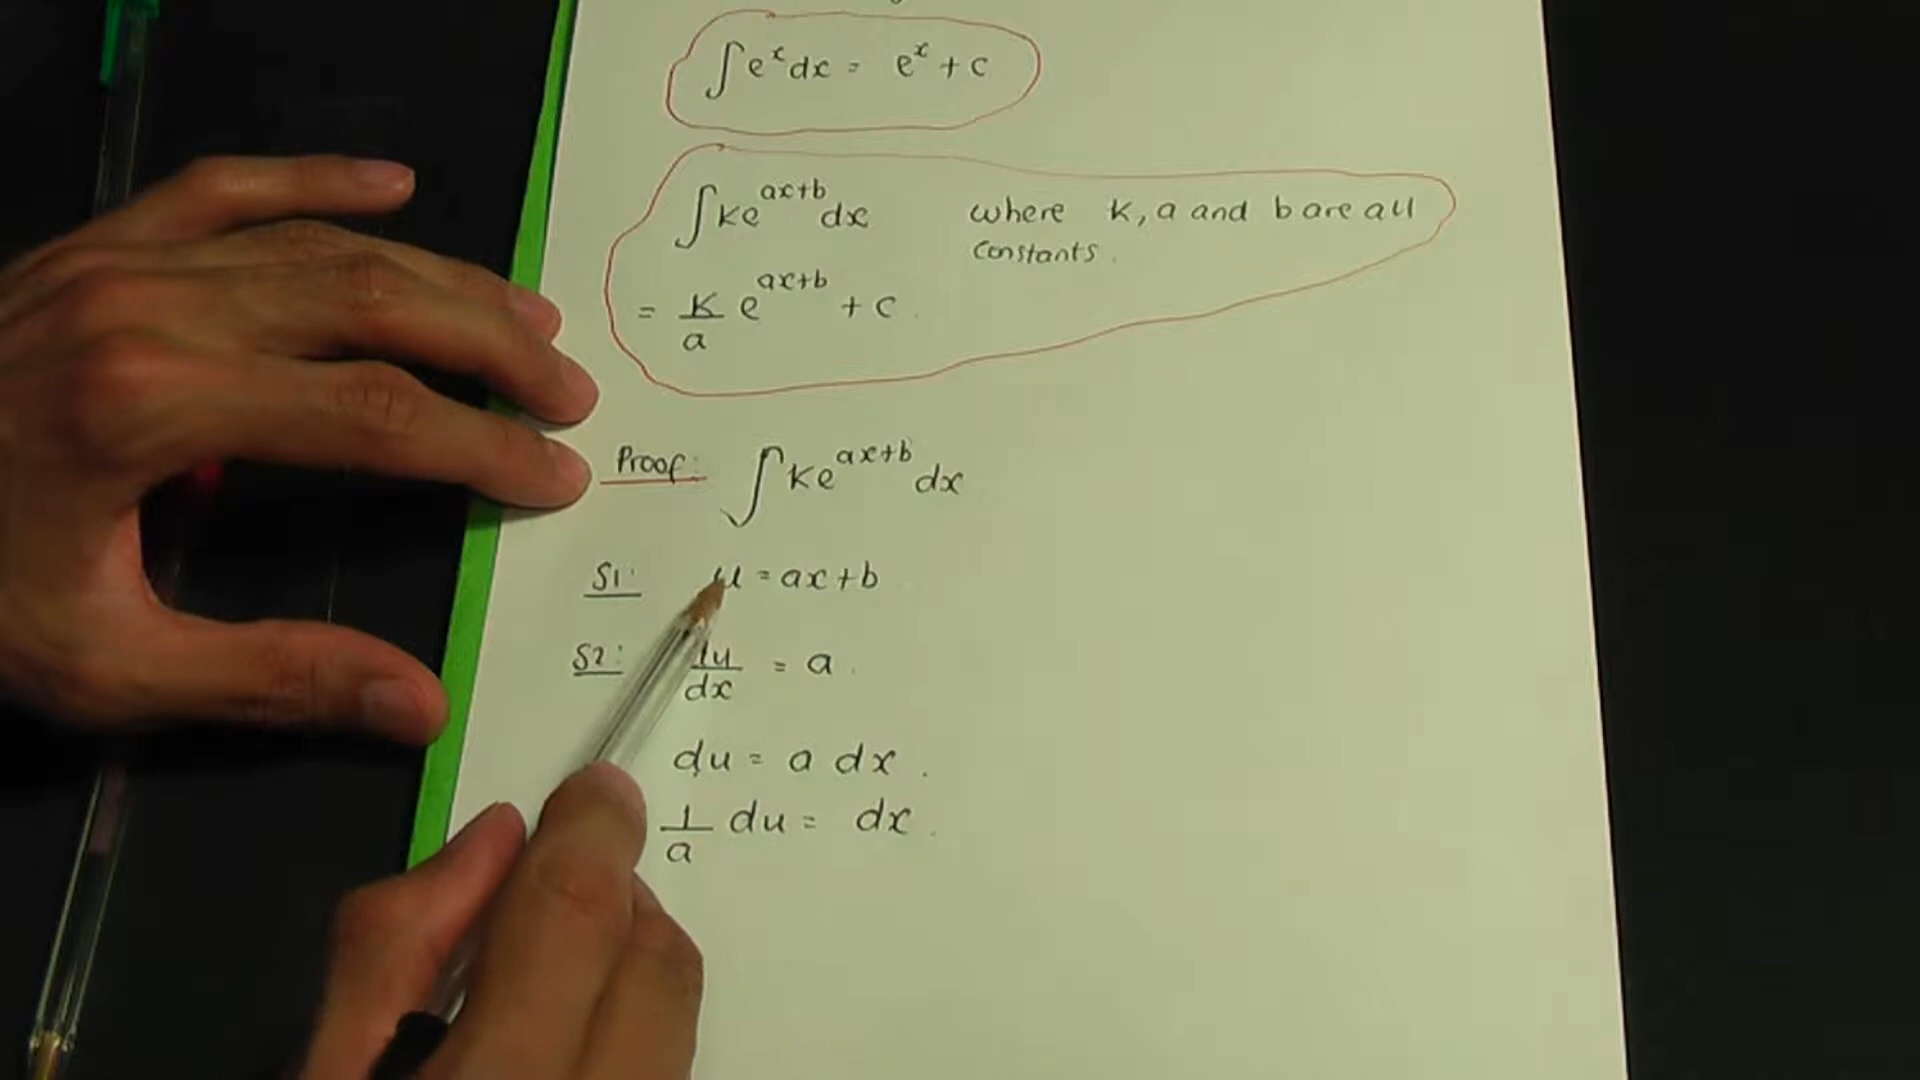 ∫e^x dx = e^x + c
∫ke^(ax+b) dx where k, a and b are all
constants.
= k/a e^(ax+b) + c.
Proof: ∫ke^(ax+b) dx
S1: u = ax+b
S2: du/dx = a.
du = a dx.
1/a du = dx.